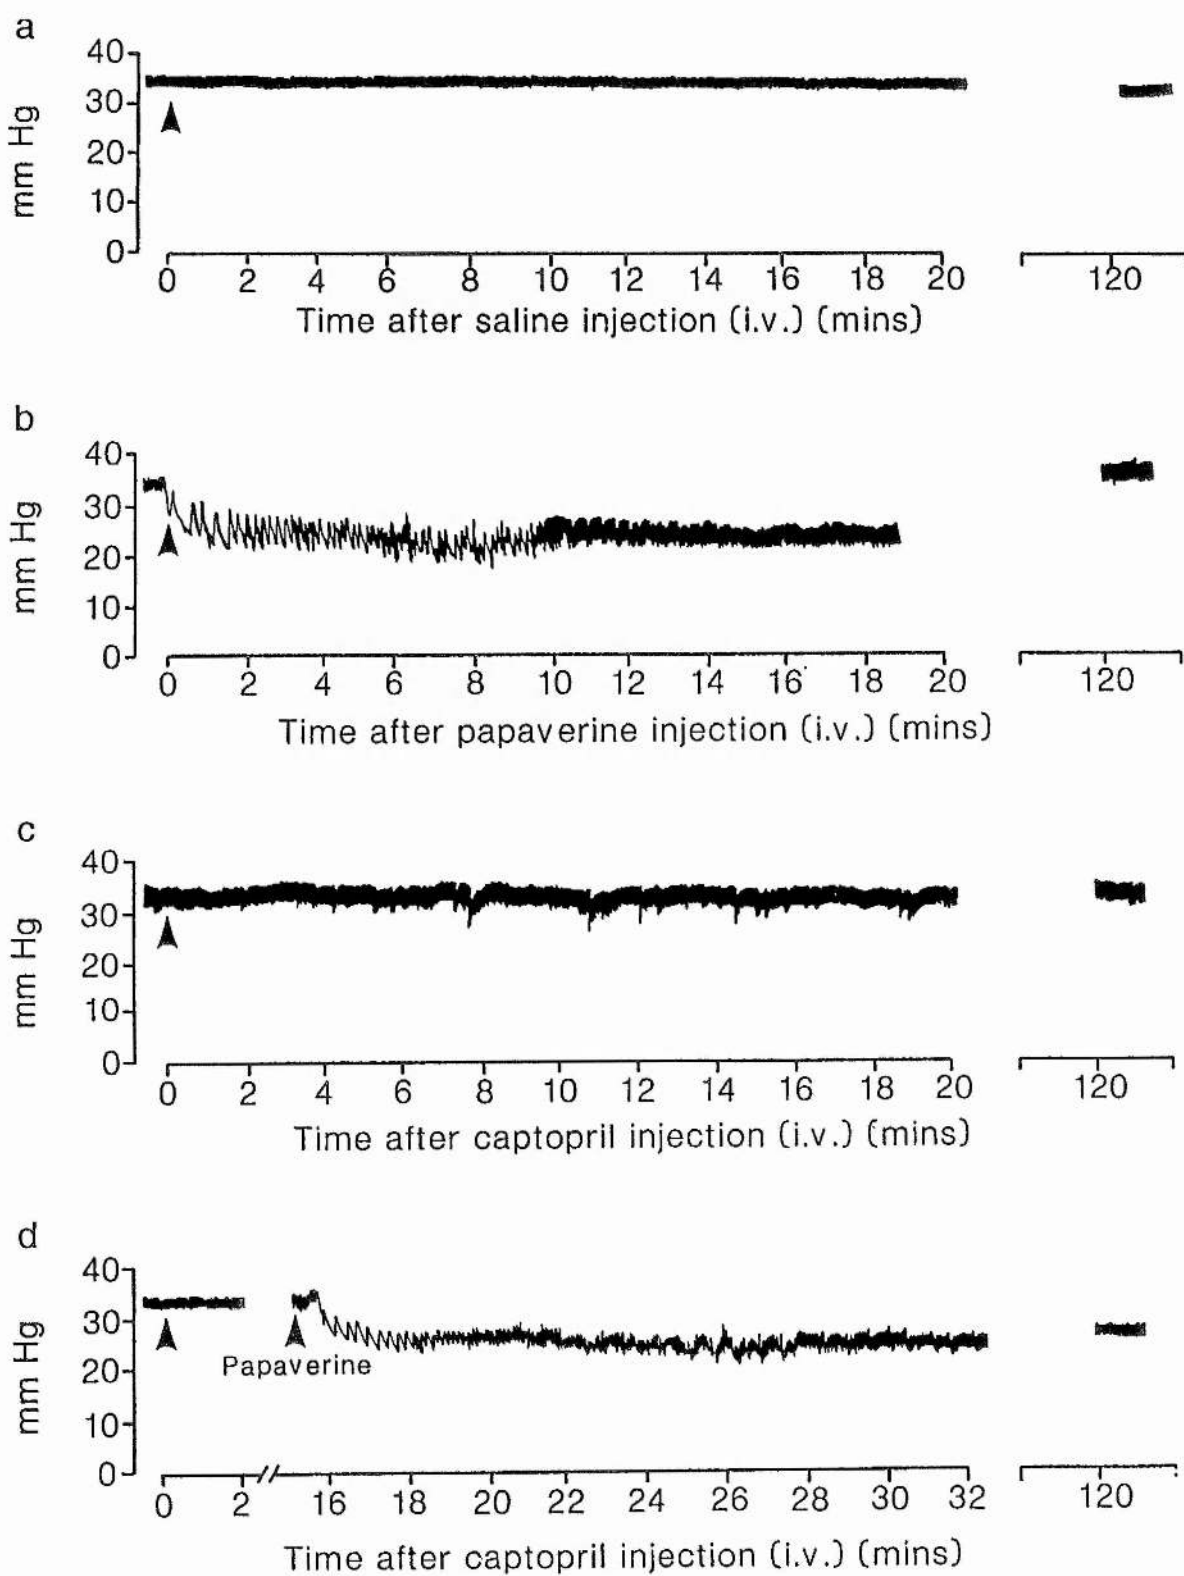 a
mm Hg
40
30
20
10
0
0 2 4 6 8 10 12 14 16 18 20 120
Time after saline injection (i.v.) (mins)
b
mm Hg
40
30
20
10
0
0 2 4 6 8 10 12 14 16 18 20 120
Time after papaverine injection (i.v.) (mins)
c
mm Hg
40
30
20
10
0
0 2 4 6 8 10 12 14 16 18 20 120
Time after captopril injection (i.v.) (mins)
d
mm Hg
40
30
20
10
0
Papaverine
0 2 16 18 20 22 24 26 28 30 32 120
Time after captopril injection (i.v.) (mins)